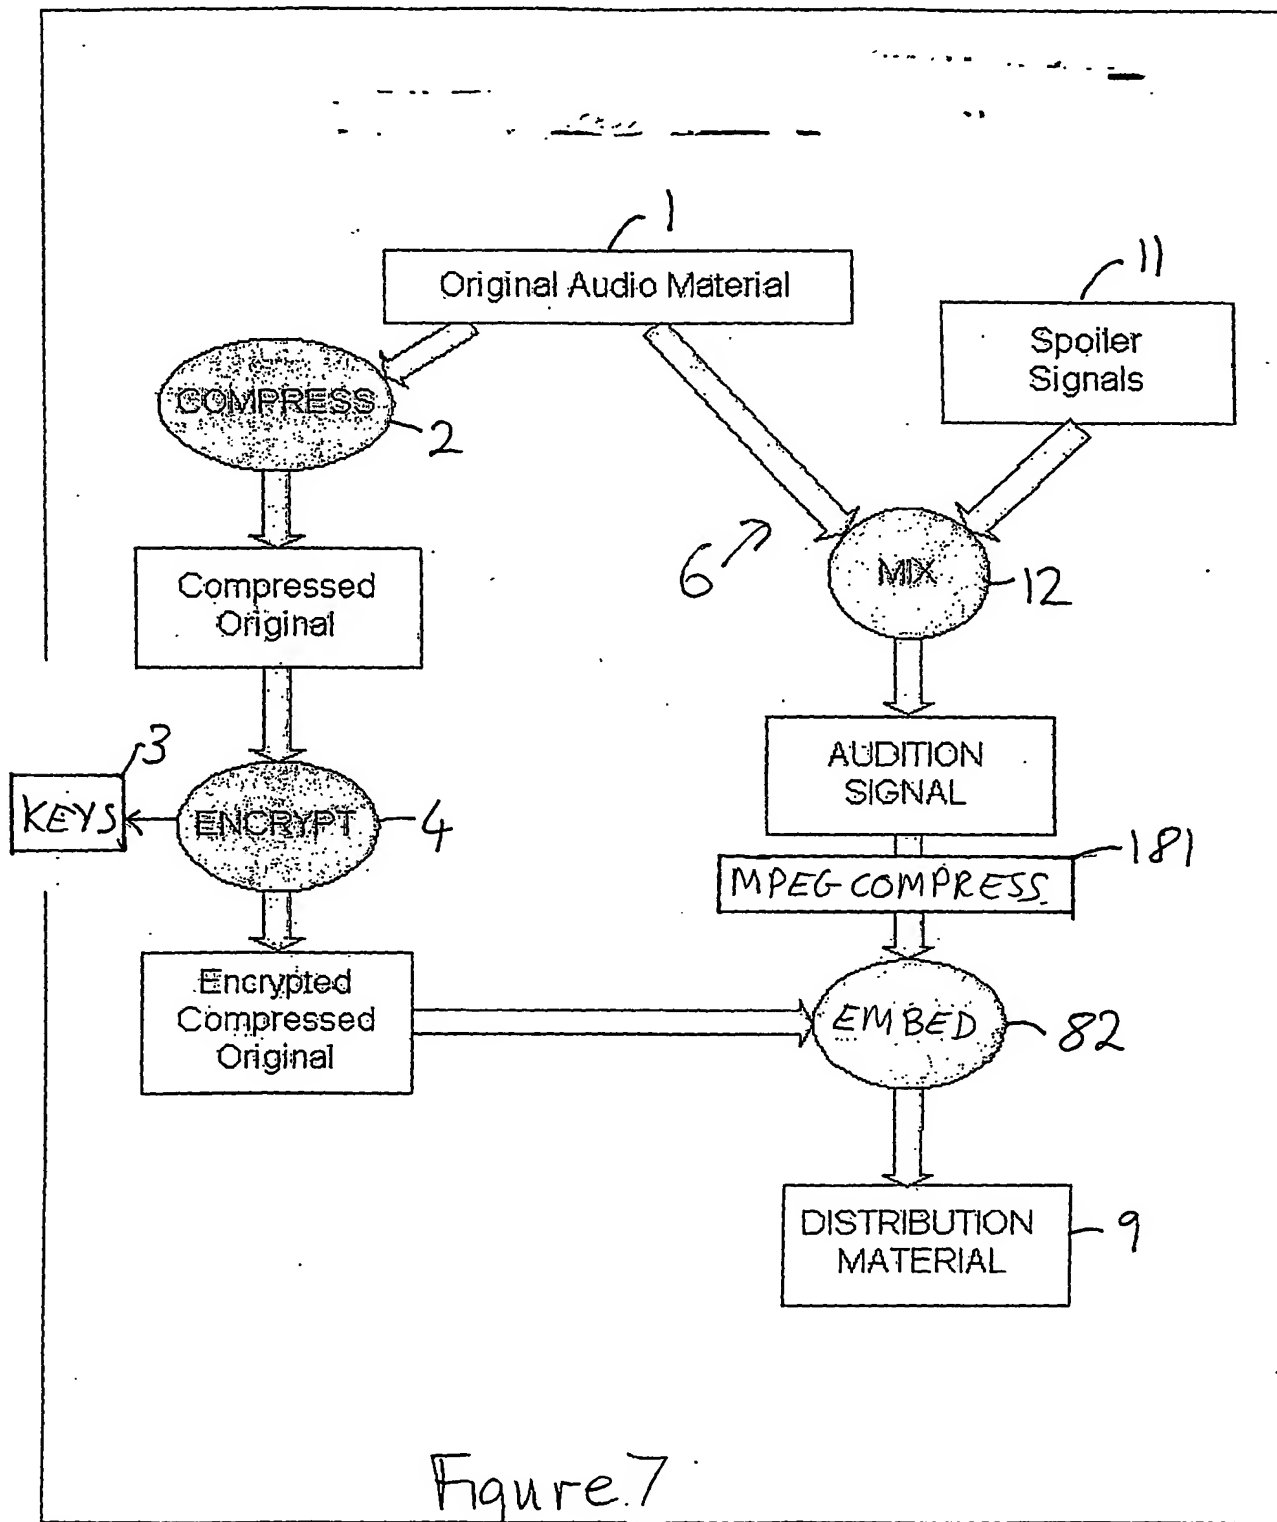 1
Original Audio Material
11
Spoiler
Signals
COMPRESS
2
6
MIX
12
Compressed
Original
AUDITION
SIGNAL
3
KEYS
ENCRYPT
4
181
MPEG COMPRESS.
Encrypted
Compressed
Original
EMBED
82
DISTRIBUTION
MATERIAL
9
Figure.7